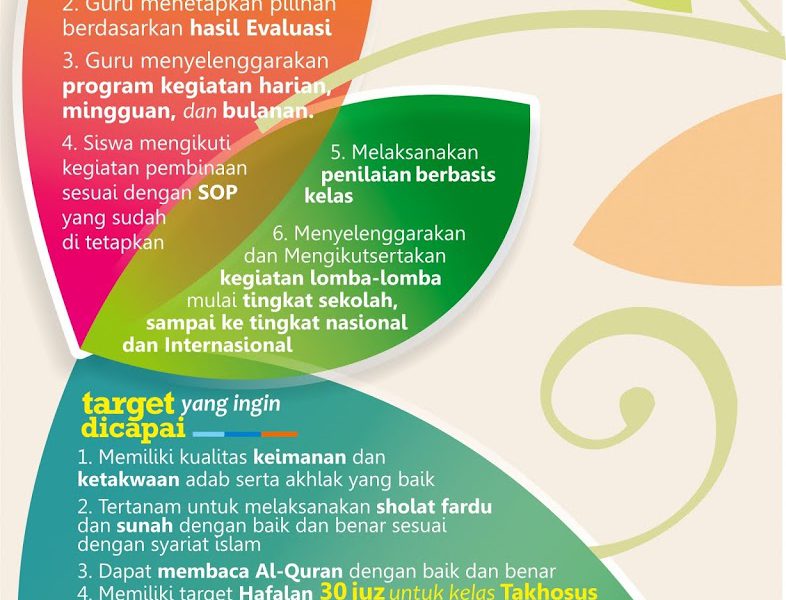 2. Guru menetapkan pilihan
berdasarkan hasil Evaluasi
3. Guru menyelenggarakan
program kegiatan harian,
mingguan, dan bulanan.
4. Siswa mengikuti
kegiatan pembinaan
sesuai dengan SOP
yang sudah
di tetapkan
5. Melaksanakan
penilaian berbasis
kelas
6. Menyelenggarakan
dan Mengikutsertakan
kegiatan lomba-lomba
mulai tingkat sekolah,
sampai ke tingkat nasional
dan Internasional
target yang ingin
dicapai
1. Memiliki kualitas keimanan dan
ketakwaan adab serta akhlak yang baik
2. Tertanam untuk melaksanakan sholat fardu
dan sunah dengan baik dan benar sesuai
dengan syariat islam
3. Dapat membaca Al-Quran dengan baik dan benar
4. Memiliki target Hafalan 30 juz untuk kelas Takhosus